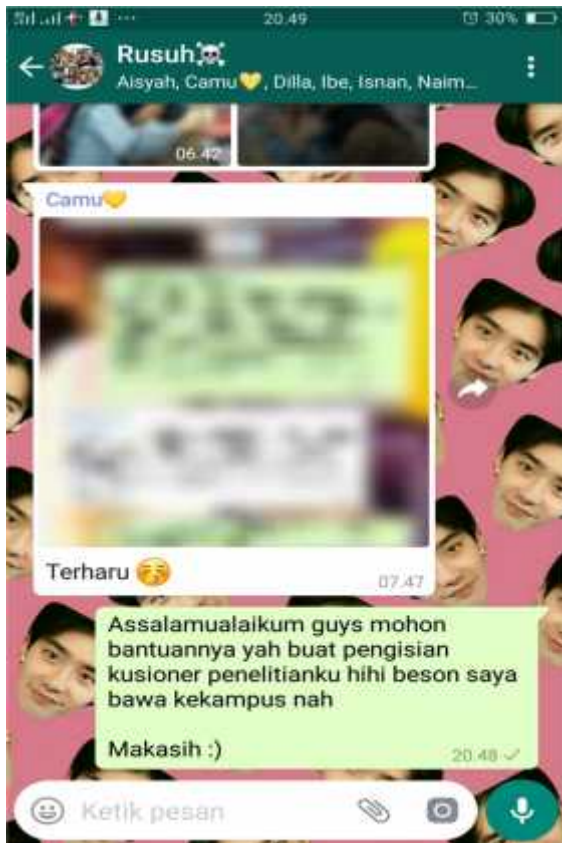 20.49
30%
Rusuh☠️
Aisyah, Camu💛, Dilla, Ibe, Isnan, Naim...
06.42
Camu💛
Terharu 😚
07.47
Assalamualaikum guys mohon
bantuannya yah buat pengisian
kusioner penelitianku hihi beson saya
bawa kekampus nah
Makasih :)
20.48
Ketik pesan